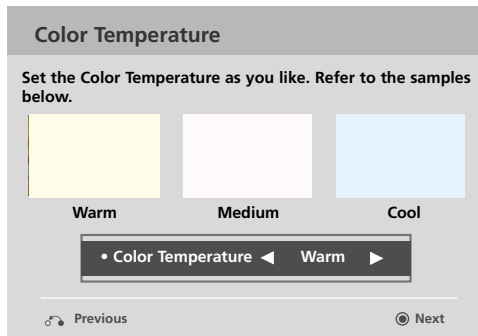 Color Temperature
Set the Color Temperature as you like. Refer to the samples
below.
Warm Medium Cool
• Color Temperature ◀ Warm ▶
Previous Next